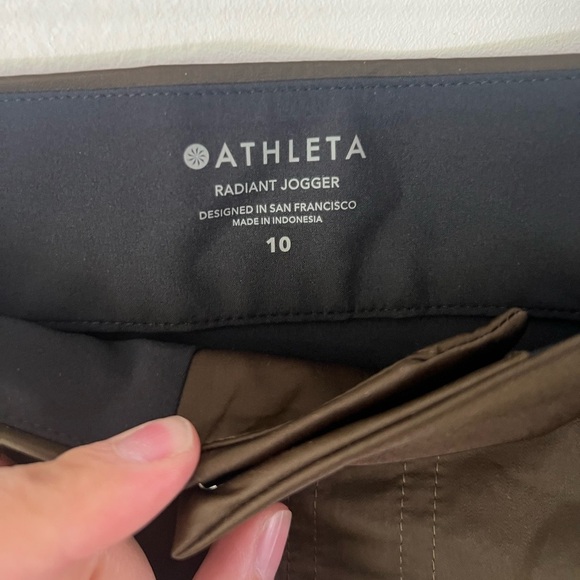 ATHLETA
RADIANT JOGGER
DESIGNED IN SAN FRANCISCO
MADE IN INDONESIA
10